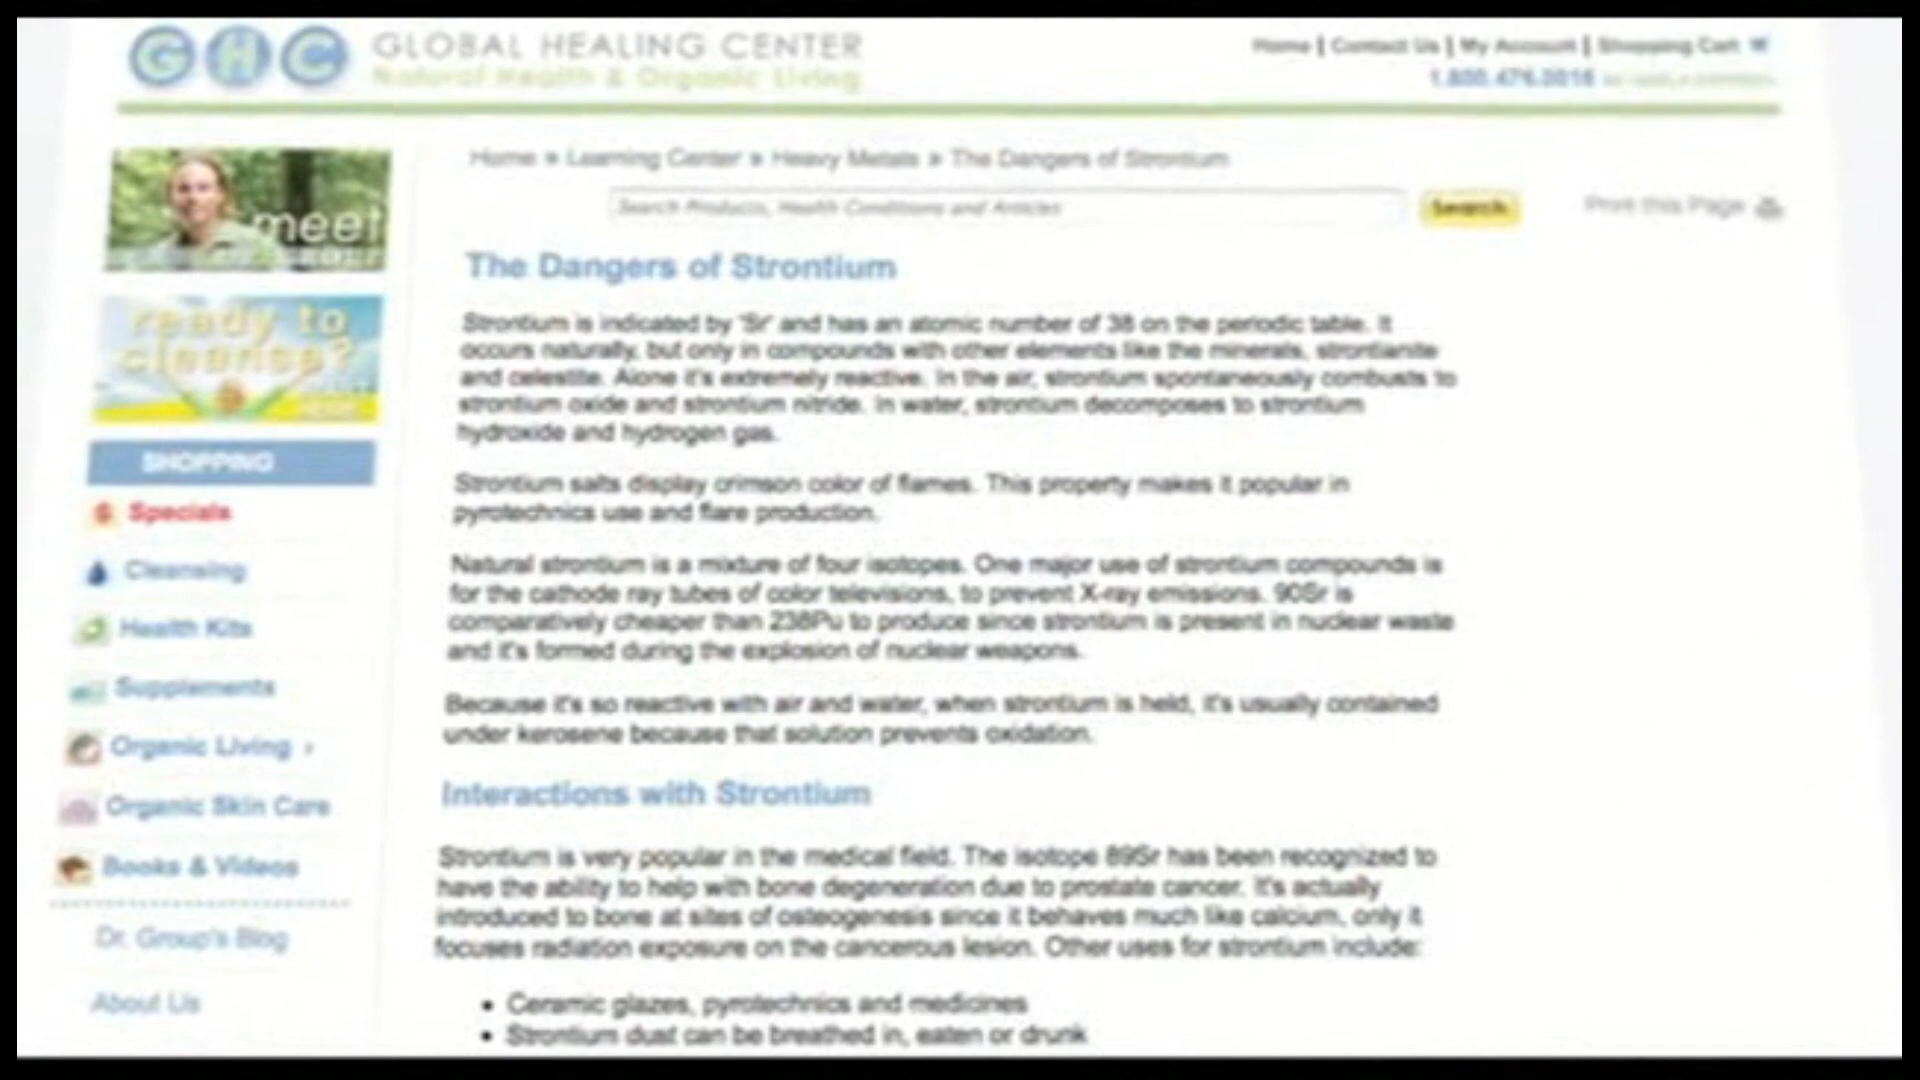 GHC GLOBAL HEALING CENTER
Natural Health & Organic Living
Home | Contact Us | My Account | Shopping Cart
1.800.476.0016
Home » Learning Center » Heavy Metals » The Dangers of Strontium
Search Products, Health Conditions and Articles
Search
Print this Page
meet
ready to
cleanse?
SHOPPING
Specials
Cleansing
Health Kits
Supplements
Organic Living ›
Organic Skin Care
Books & Videos
Dr. Group's Blog
About Us
The Dangers of Strontium
Strontium is indicated by 'Sr' and has an atomic number of 38 on the periodic table. It
occurs naturally, but only in compounds with other elements like the minerals, strontianite
and celestite. Alone it's extremely reactive. In the air, strontium spontaneously combusts to
strontium oxide and strontium nitride. In water, strontium decomposes to strontium
hydroxide and hydrogen gas.
Strontium salts display crimson color of flames. This property makes it popular in
pyrotechnics use and flare production.
Natural strontium is a mixture of four isotopes. One major use of strontium compounds is
for the cathode ray tubes of color televisions, to prevent X-ray emissions. 90Sr is
comparatively cheaper than 238Pu to produce since strontium is present in nuclear waste
and it's formed during the explosion of nuclear weapons.
Because it's so reactive with air and water, when strontium is held, it's usually contained
under kerosene because that solution prevents oxidation.
Interactions with Strontium
Strontium is very popular in the medical field. The isotope 89Sr has been recognized to
have the ability to help with bone degeneration due to prostate cancer. It's actually
introduced to bone at sites of osteogenesis since it behaves much like calcium, only it
focuses radiation exposure on the cancerous lesion. Other uses for strontium include:
• Ceramic glazes, pyrotechnics and medicines
• Strontium dust can be breathed in, eaten or drunk